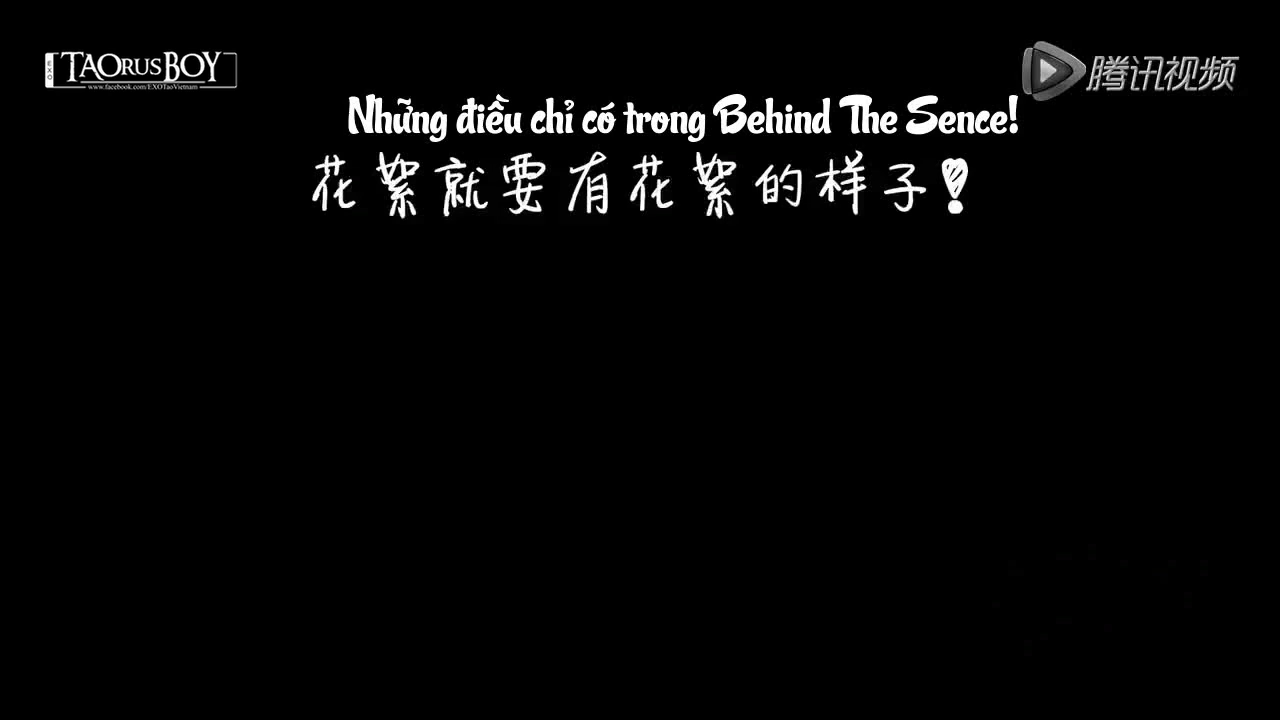 EXO TAORUSBOY
www.facebook.com/EXOTaoVietnam
腾讯视频
Những điều chỉ có trong Behind The Sence!
花絮就要有花絮的样子!